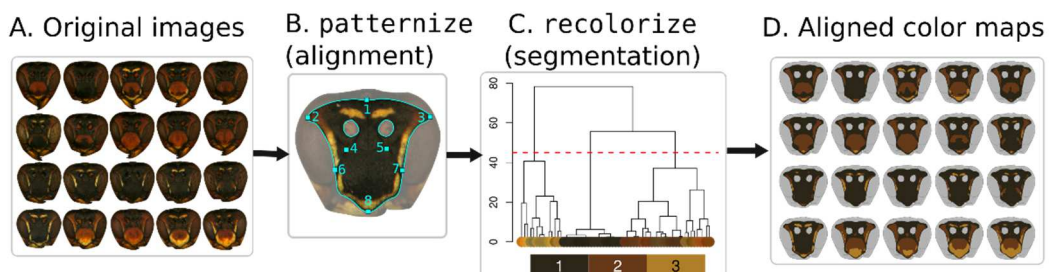 A. Original images
B. patternize
(alignment)
C. recolorize
(segmentation)
D. Aligned color maps
1
2
3
4
5
6
7
8
80
60
40
20
0
1 2 3